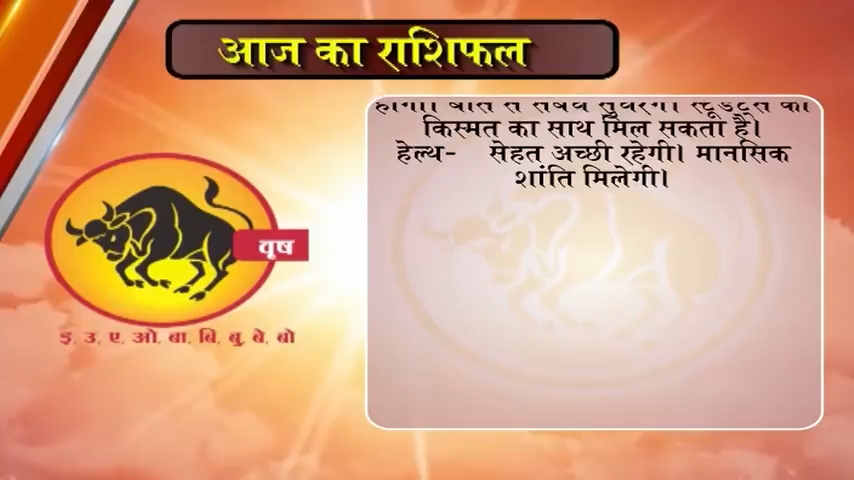 आज का राशिफल
वृष
इ, उ, ए, ओ, बा, बि, बु, बे, बो
किस्मत का साथ मिल सकता है।
हेल्थ- सेहत अच्छी रहेगी। मानसिक
शांति मिलेगी।